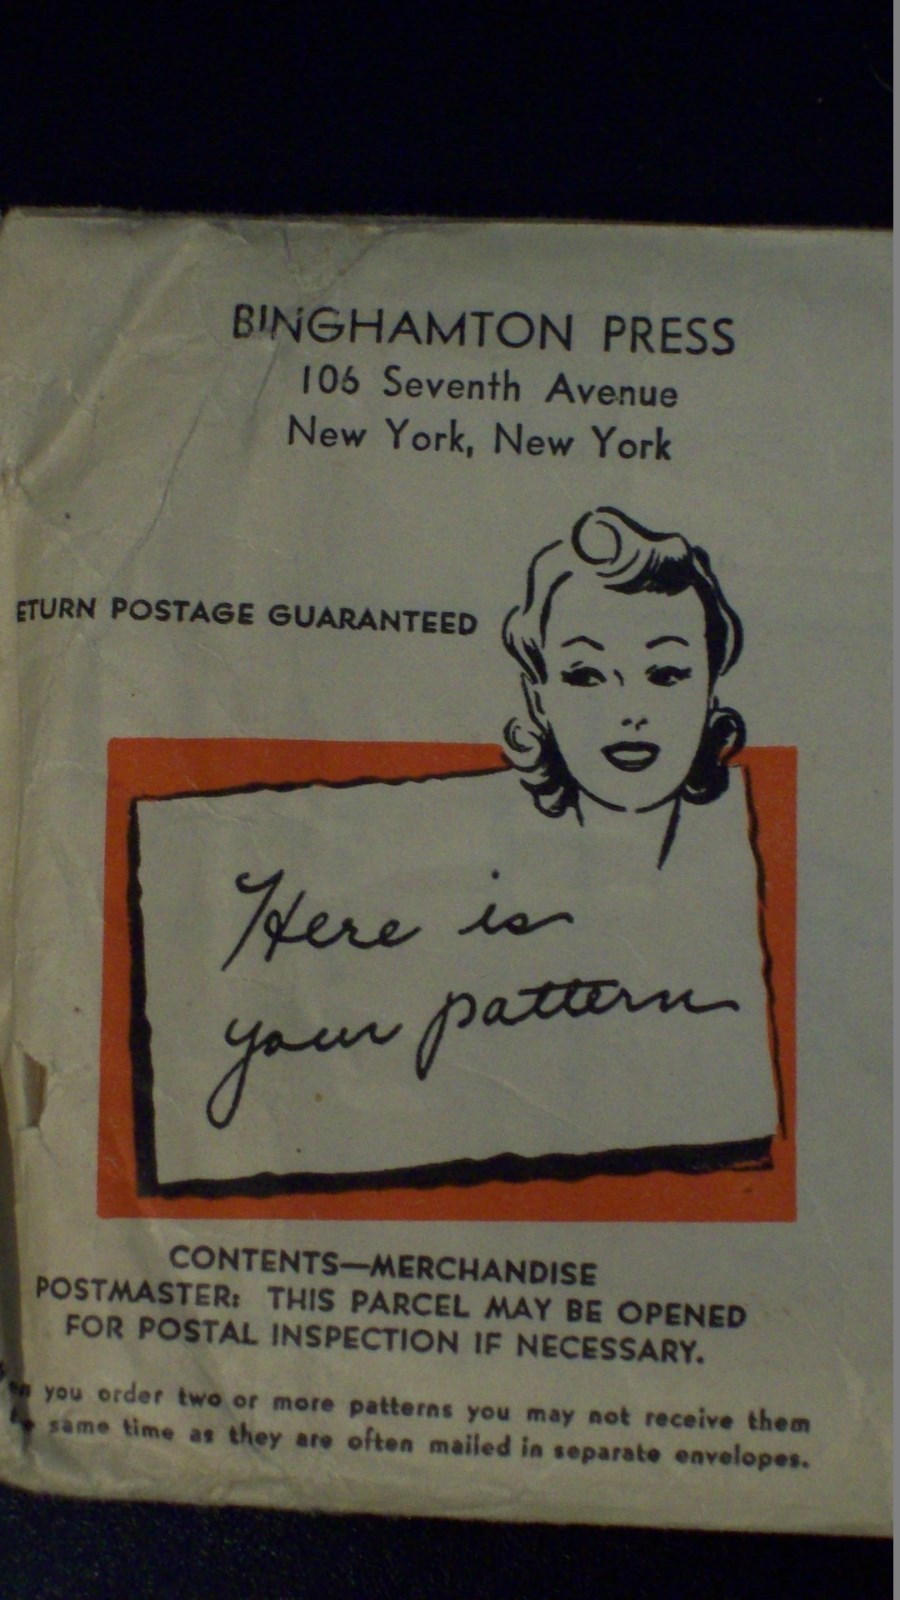 BINGHAMTON PRESS
106 Seventh Avenue
New York, New York
ETURN POSTAGE GUARANTEED
Here is
your pattern
CONTENTS—MERCHANDISE
POSTMASTER: THIS PARCEL MAY BE OPENED
FOR POSTAL INSPECTION IF NECESSARY.
you order two or more patterns you may not receive them
same time as they are often mailed in separate envelopes.